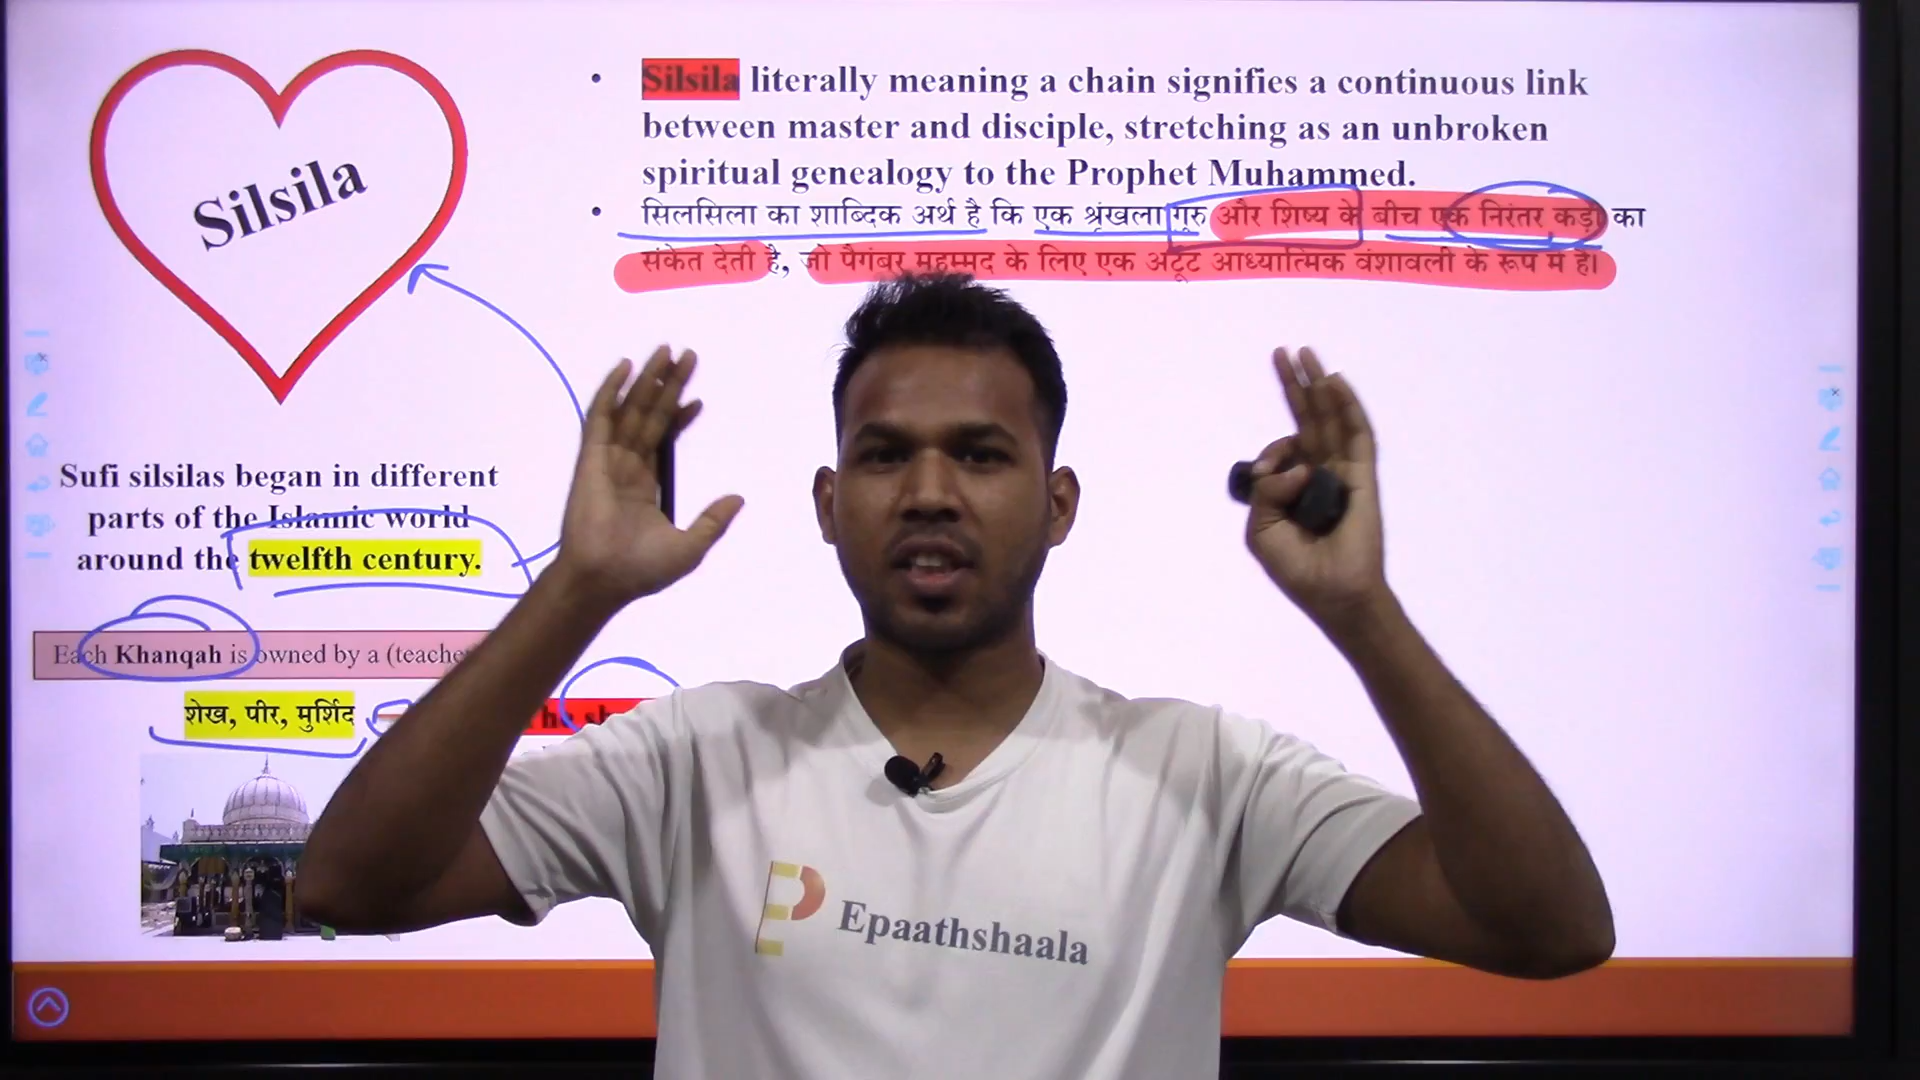 Silsila
Silsila literally meaning a chain signifies a continuous link
between master and disciple, stretching as an unbroken
spiritual genealogy to the Prophet Muhammed.
सिलसिला का शाब्दिक अर्थ है कि एक श्रृंखला गुरु और शिष्य के बीच एक निरंतर कड़ी का
संकेत देती है, जो पैगंबर मुहम्मद के लिए एक अटूट आध्यात्मिक वंशावली के रूप में है।
Sufi silsilas began in different
parts of the Islamic world
around the twelfth century.
Each Khanqah is owned by a
शेख, पीर, मुर्शिद
Epaathshaala